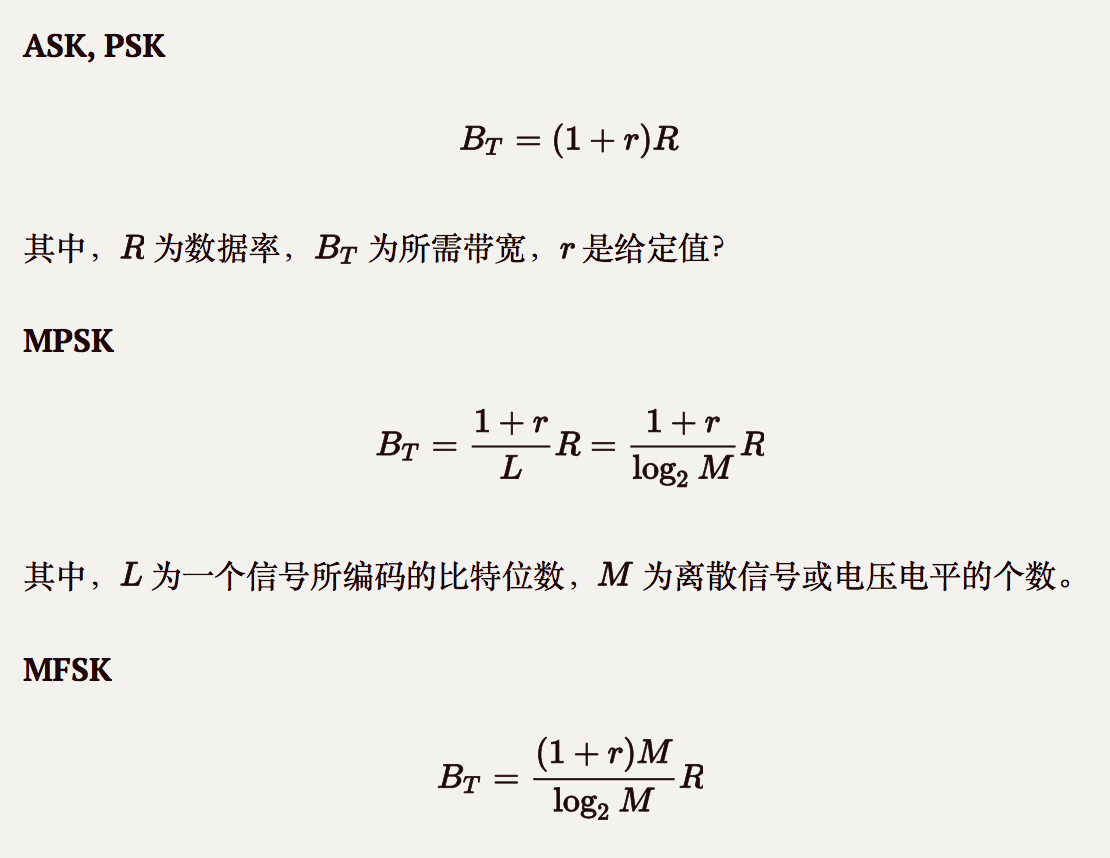 ASK, PSK
$B_T = (1 + r)R$
其中，$R$ 为数据率，$B_T$ 为所需带宽，$r$ 是给定值？
MPSK
$B_T = \frac{1 + r}{L} R = \frac{1 + r}{\log_2 M} R$
其中，$L$ 为一个信号所编码的比特位数，$M$ 为离散信号或电压电平的个数。
MFSK
$B_T = \frac{(1 + r)M}{\log_2 M} R$